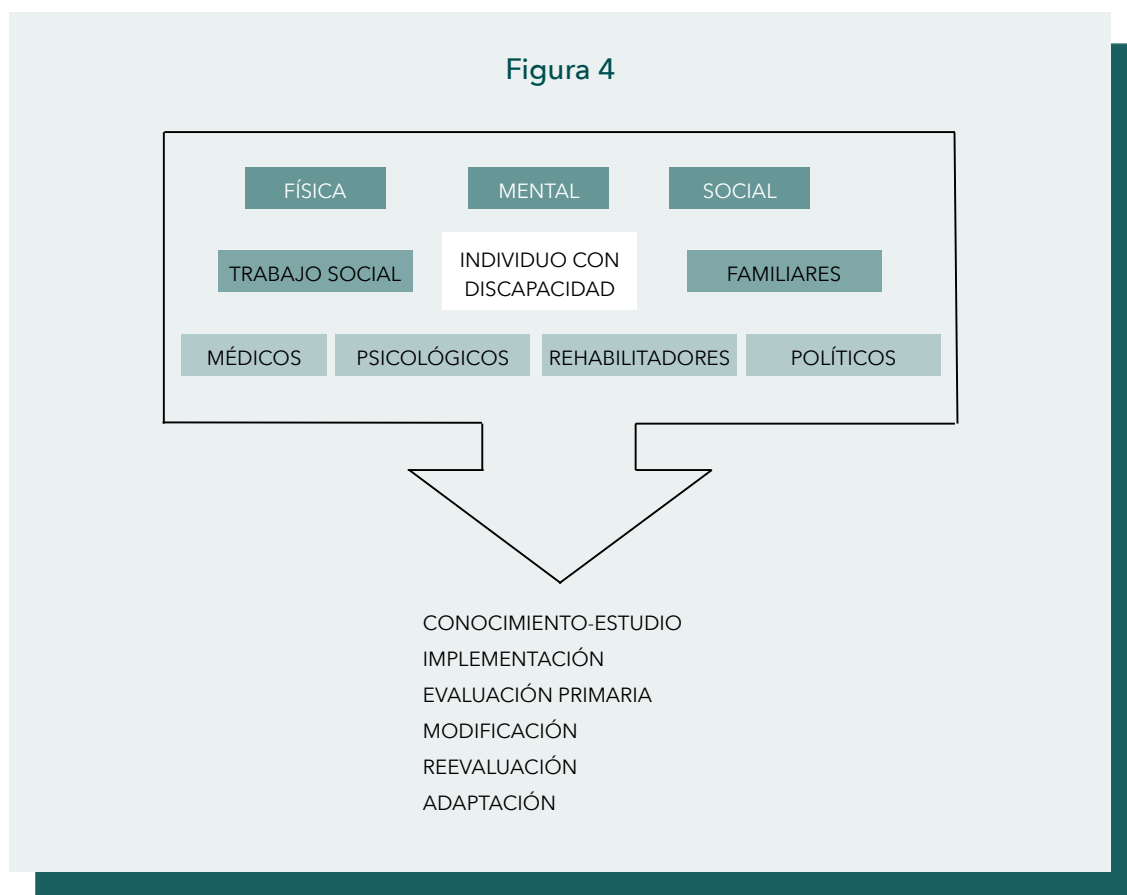 Figura 4
FÍSICA
MENTAL
SOCIAL
TRABAJO SOCIAL
INDIVIDUO CON
DISCAPACIDAD
FAMILIARES
MÉDICOS
PSICOLÓGICOS
REHABILITADORES
POLÍTICOS
CONOCIMIENTO-ESTUDIO
IMPLEMENTACIÓN
EVALUACIÓN PRIMARIA
MODIFICACIÓN
REEVALUACIÓN
ADAPTACIÓN